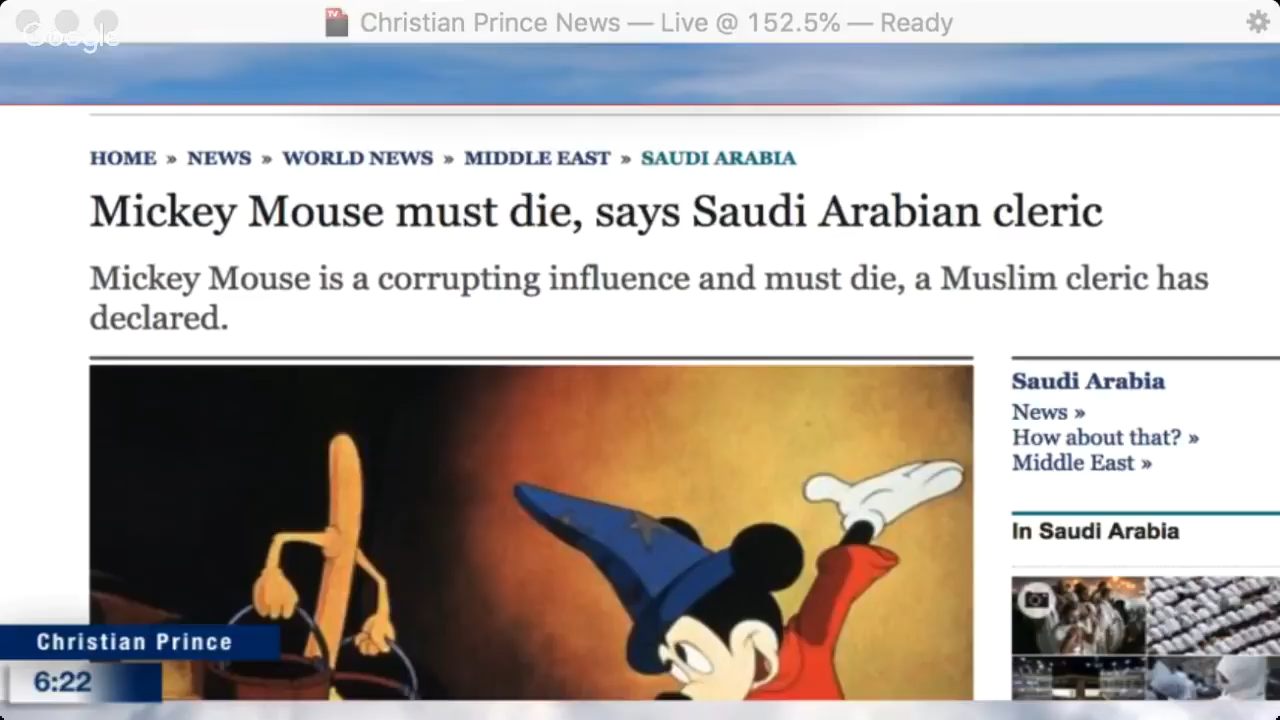 TV
Christian Prince News — Live @ 152.5% — Ready
Google
HOME » NEWS » WORLD NEWS » MIDDLE EAST » SAUDI ARABIA
Mickey Mouse must die, says Saudi Arabian cleric
Mickey Mouse is a corrupting influence and must die, a Muslim cleric has
declared.
Saudi Arabia
News »
How about that? »
Middle East »
In Saudi Arabia
Christian Prince
6:22